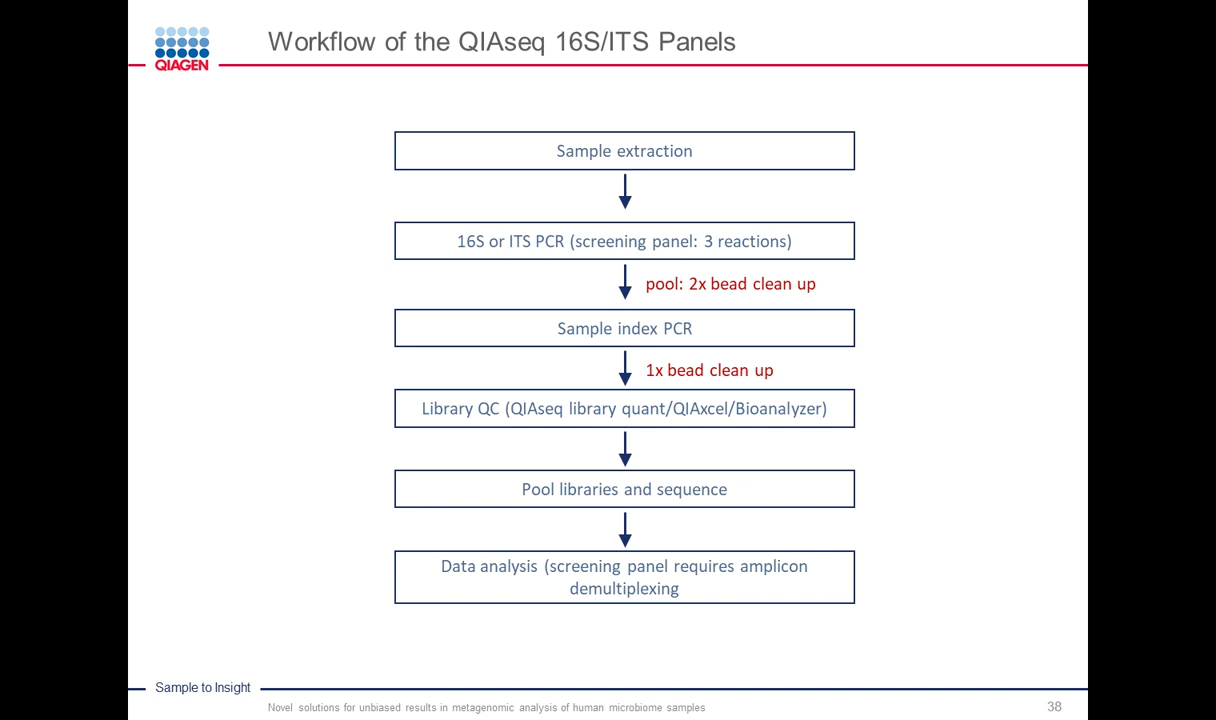 QIAGEN
Workflow of the QIAseq 16S/ITS Panels
Sample extraction
16S or ITS PCR (screening panel: 3 reactions)
pool: 2x bead clean up
Sample index PCR
1x bead clean up
Library QC (QIAseq library quant/QIAxcel/Bioanalyzer)
Pool libraries and sequence
Data analysis (screening panel requires amplicon
demultiplexing
Sample to Insight
Novel solutions for unbiased results in metagenomic analysis of human microbiome samples
38